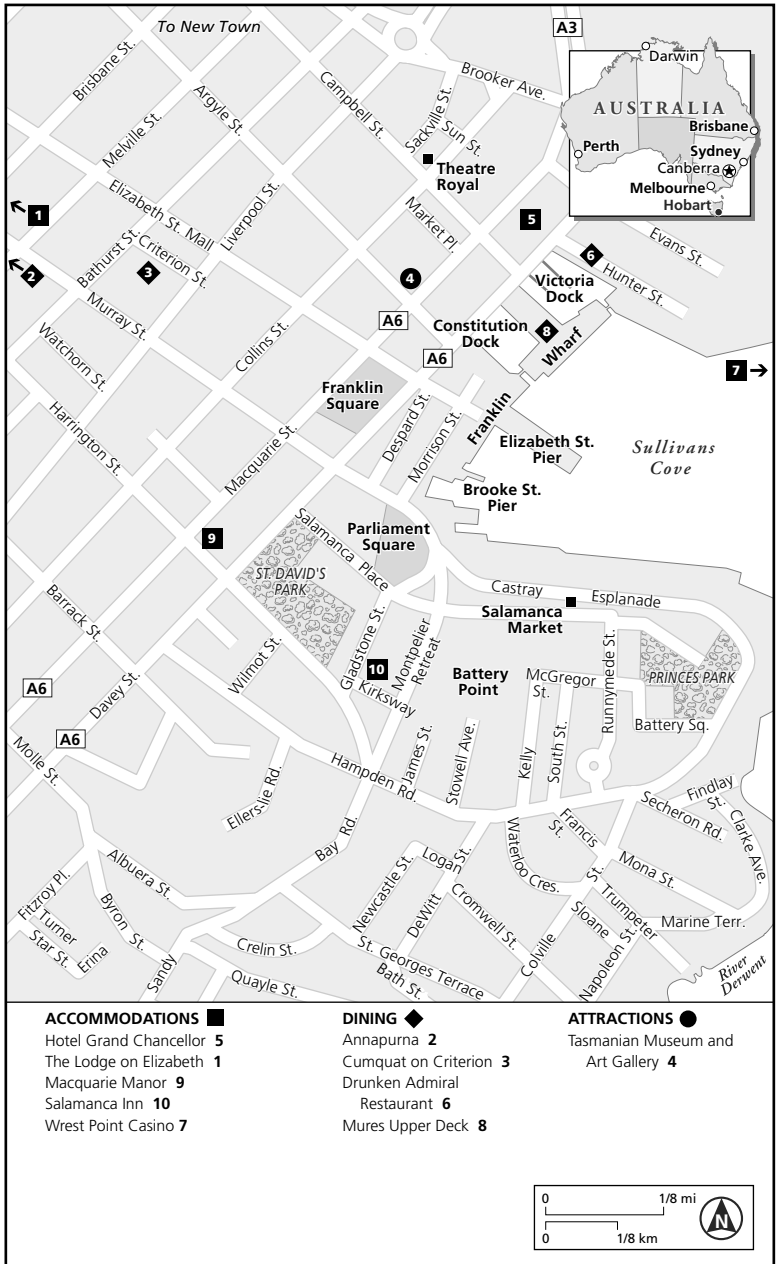 To New Town
A3
Darwin
AUSTRALIA
Brisbane
Perth
Sydney
Canberra
Melbourne
Hobart
Brisbane St.
Argyle St.
Campbell St.
Brooker Ave.
Sackville St.
Sun St.
Melville St.
Theatre
Royal
Elizabeth St. Mall
Liverpool St.
Market Pl.
1
5
Evans St.
Bathurst St.
Criterion St.
2
3
4
6
Hunter St.
Victoria
Dock
Murray St.
A6
Constitution
Dock
8
Wharf
Watchorn St.
Collins St.
A6
7
Franklin
Square
Despard St.
Franklin
Harrington St.
Morrison St.
Elizabeth St.
Pier
Sullivans
Cove
Macquarie St.
Brooke St.
Pier
9
Salamanca Place
Parliament
Square
ST. DAVID'S
PARK
Castray
Esplanade
Salamanca
Market
Barrack St.
Gladstone St.
Montpelier
Retreat
Runnymede St.
Wilmot St.
10
Kirksway
Battery
Point
McGregor
St.
PRINCES PARK
A6
Davey St.
Battery Sq.
A6
Molle St.
James St.
Stowell Ave.
Kelly
South St.
Hampden Rd.
Ellers-lie Rd.
Findlay
St.
Secheron Rd.
Clarke Ave.
Francis
St.
Bay Rd.
Waterloo Cres.
Albuera St.
Logan St.
Mona St.
Newcastle St.
St.
Fitzroy Pl.
Byron St.
DeWitt
Cromwell St.
Trumpeter
Sloane
Turner
Marine Terr.
Star St.
Erina
Crelin St.
St. Georges Terrace
Colville
Napoleon St.
Sandy
Bath St.
Quayle St.
River
Derwent
ACCOMMODATIONS
Hotel Grand Chancellor 5
The Lodge on Elizabeth 1
Macquarie Manor 9
Salamanca Inn 10
Wrest Point Casino 7
DINING
Annapurna 2
Cumquat on Criterion 3
Drunken Admiral
Restaurant 6
Mures Upper Deck 8
ATTRACTIONS
Tasmanian Museum and
Art Gallery 4
0 1/8 mi
0 1/8 km
N